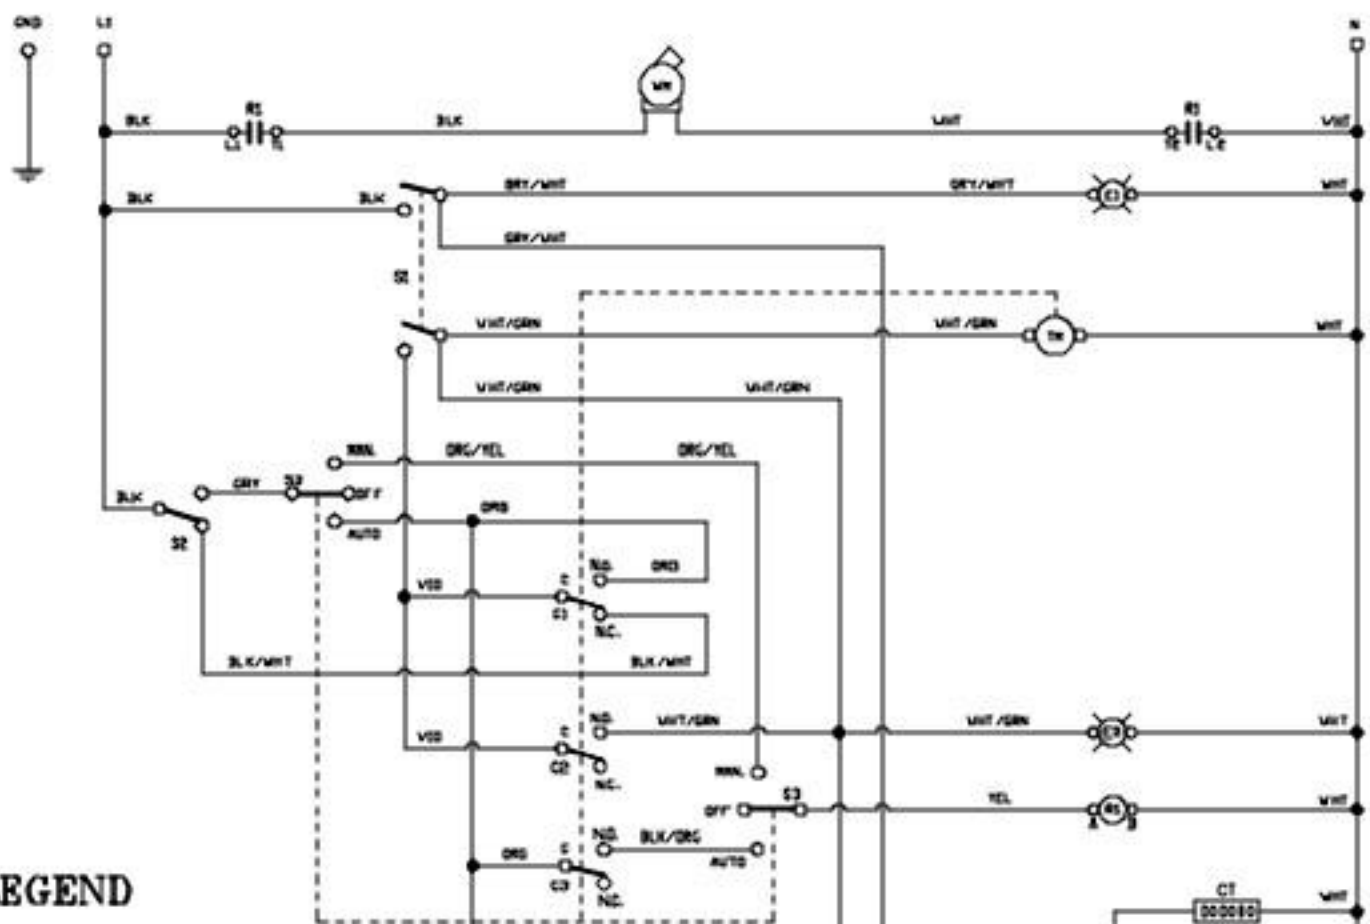 GND L1 N
R1 WM R1
BLK BLK WHT WHT
L1 T1 T2 L2
GRY/WHT GRY/WHT WHT
BLK BLK
GRY/WHT
S1
WHT/GRN WHT/GRN TM WHT
WHT/GRN WHT/GRN
MAN. ORG/YEL ORG/YEL
GRY S3 OFF
BLK ORG
S2 AUTO
N.O. ORG
VIO C
C1
N.C.
BLK/WHT BLK/WHT
N.O. WHT/GRN WHT/GRN WHT
VIO C
C2 N.C. MAN.
OFF S3 YEL R1 WHT
A B
N.O. BLK/ORG
ORG C AUTO
C3
N.C.
EGEND
CT WHT